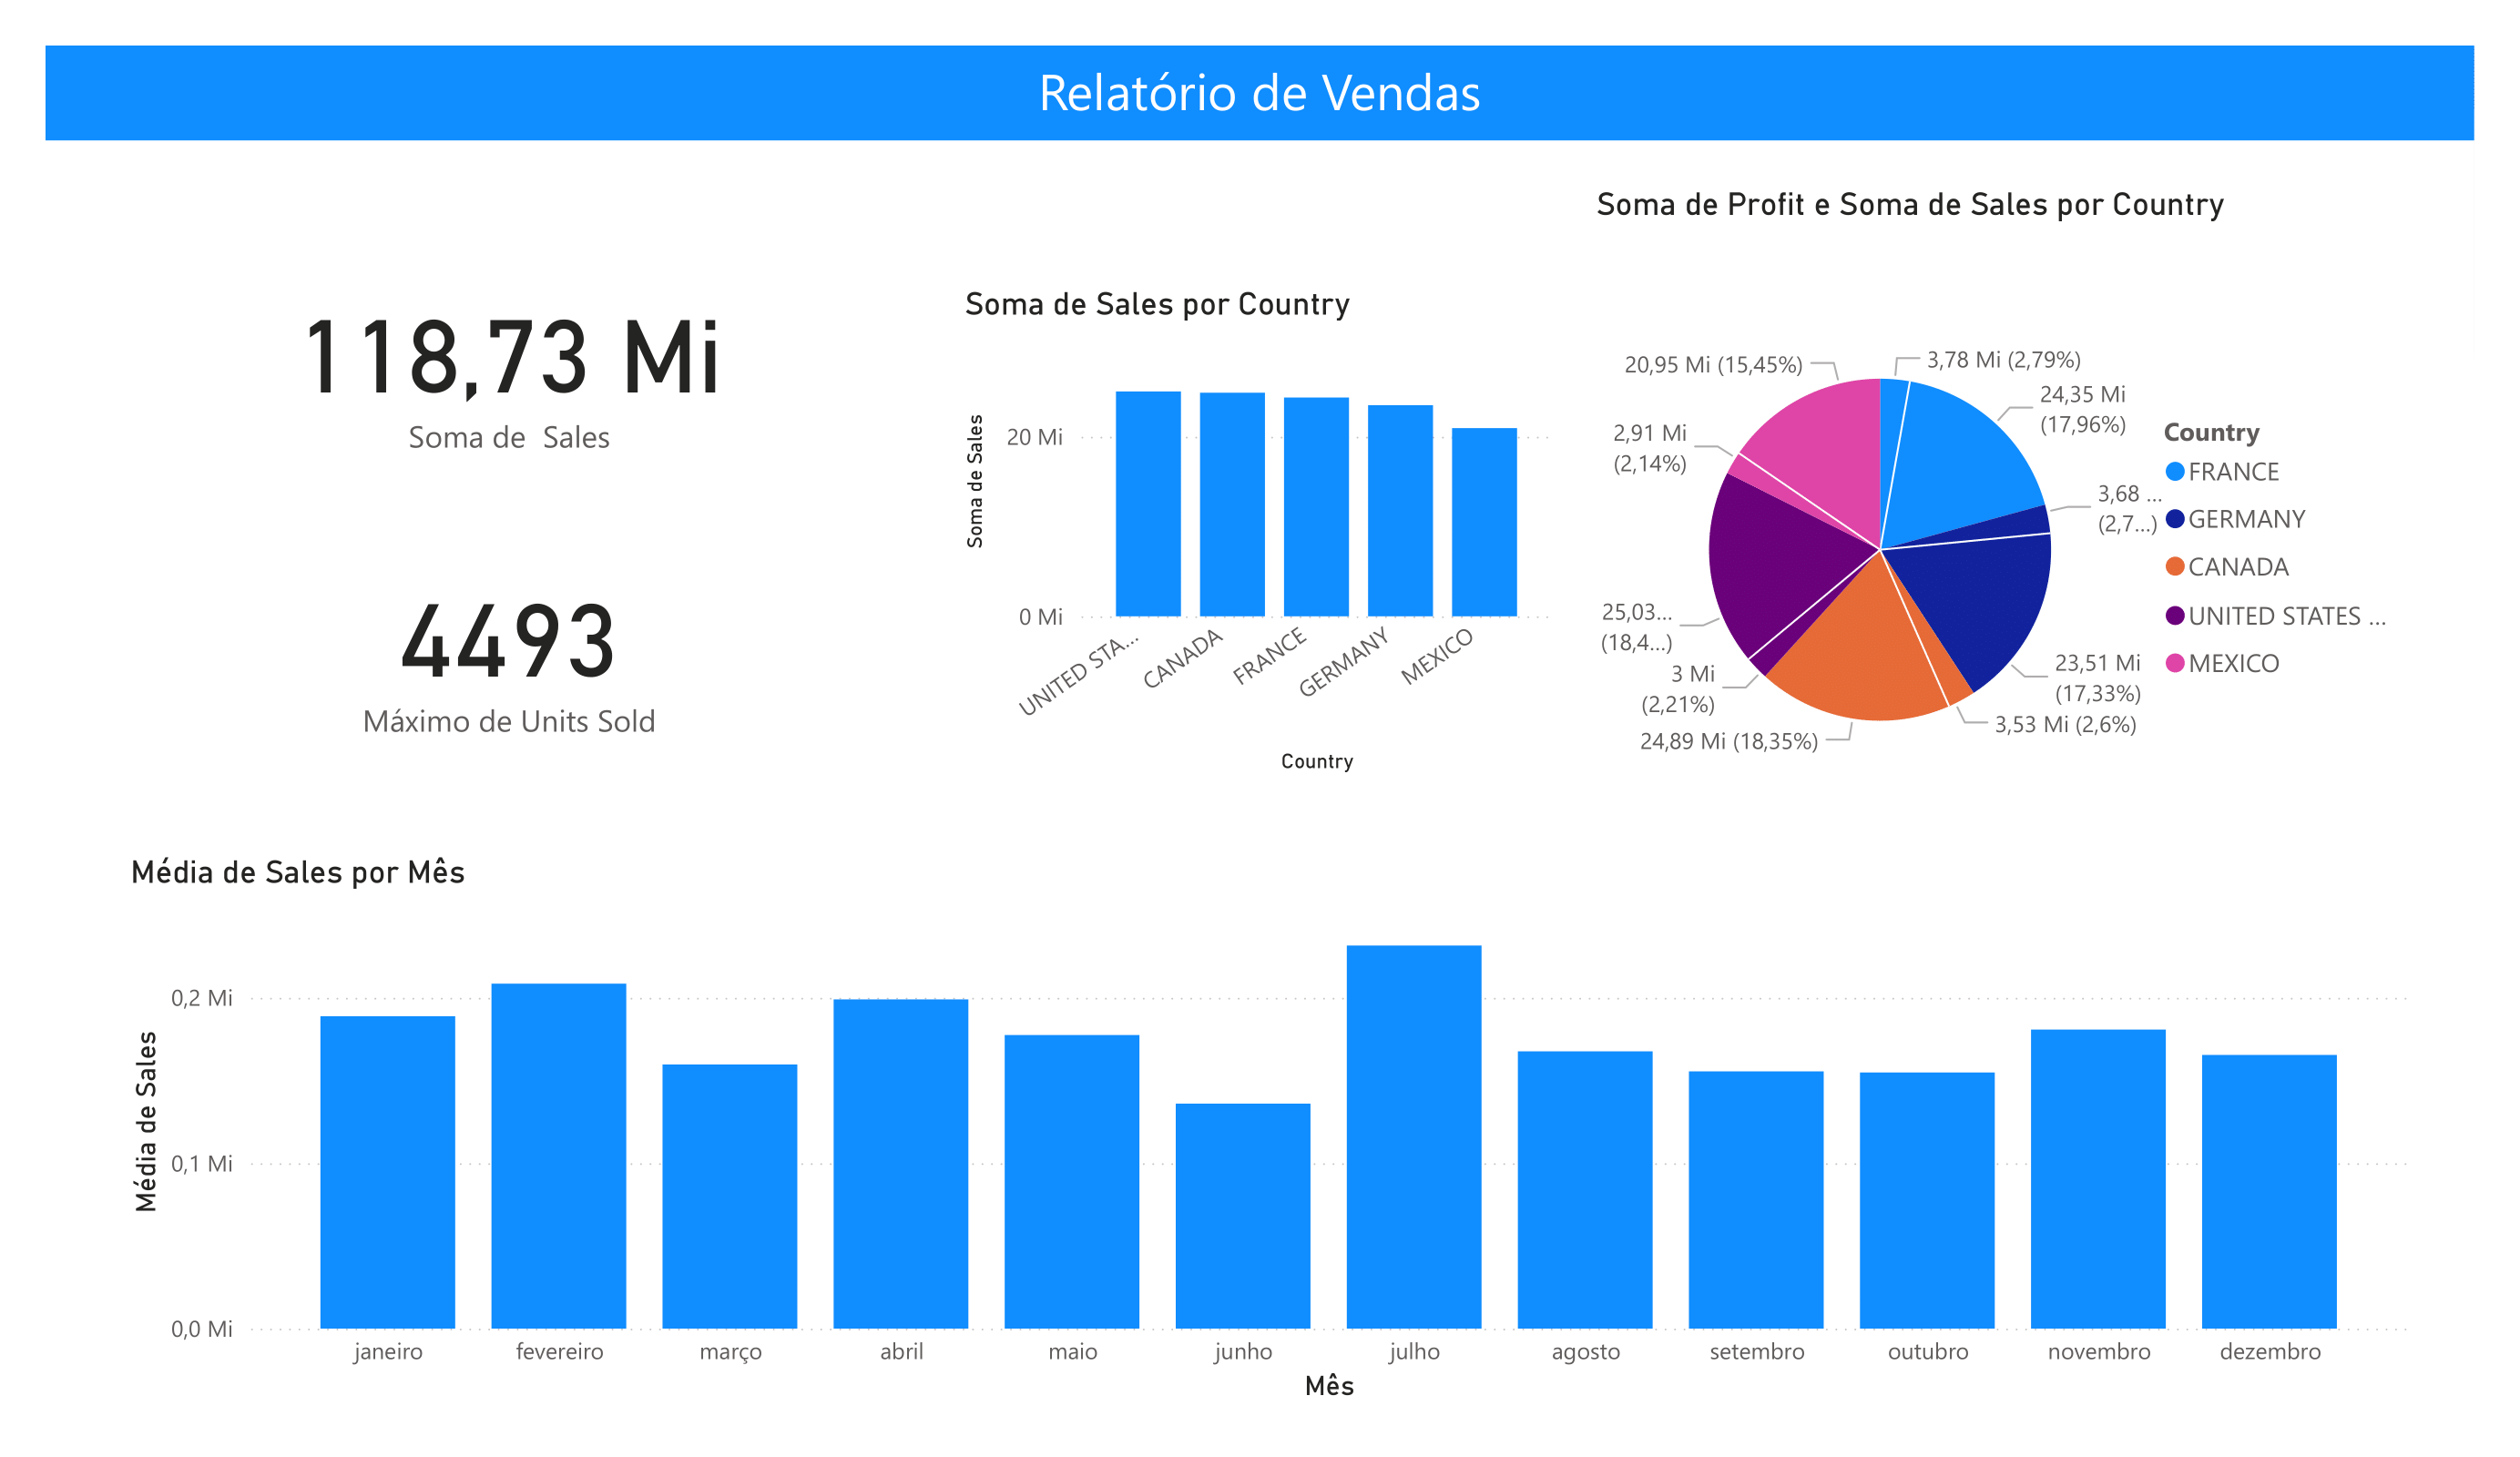 Relatório de Vendas
118,73 Mi
Soma de  Sales
4493
Máximo de Units Sold
Soma de Sales por Country
Soma de Sales
20 Mi
0 Mi
UNITED STA...
CANADA
FRANCE
GERMANY
MEXICO
Country
Soma de Profit e Soma de Sales por Country
3,78 Mi (2,79%)
24,35 Mi
(17,96%)
3,68 ...
(2,7...)
23,51 Mi
(17,33%)
3,53 Mi (2,6%)
24,89 Mi (18,35%)
3 Mi
(2,21%)
25,03...
(18,4...)
2,91 Mi
(2,14%)
20,95 Mi (15,45%)
Country
FRANCE
GERMANY
CANADA
UNITED STATES ...
MEXICO
Média de Sales por Mês
Média de Sales
0,2 Mi
0,1 Mi
0,0 Mi
janeiro
fevereiro
março
abril
maio
junho
julho
agosto
setembro
outubro
novembro
dezembro
Mês